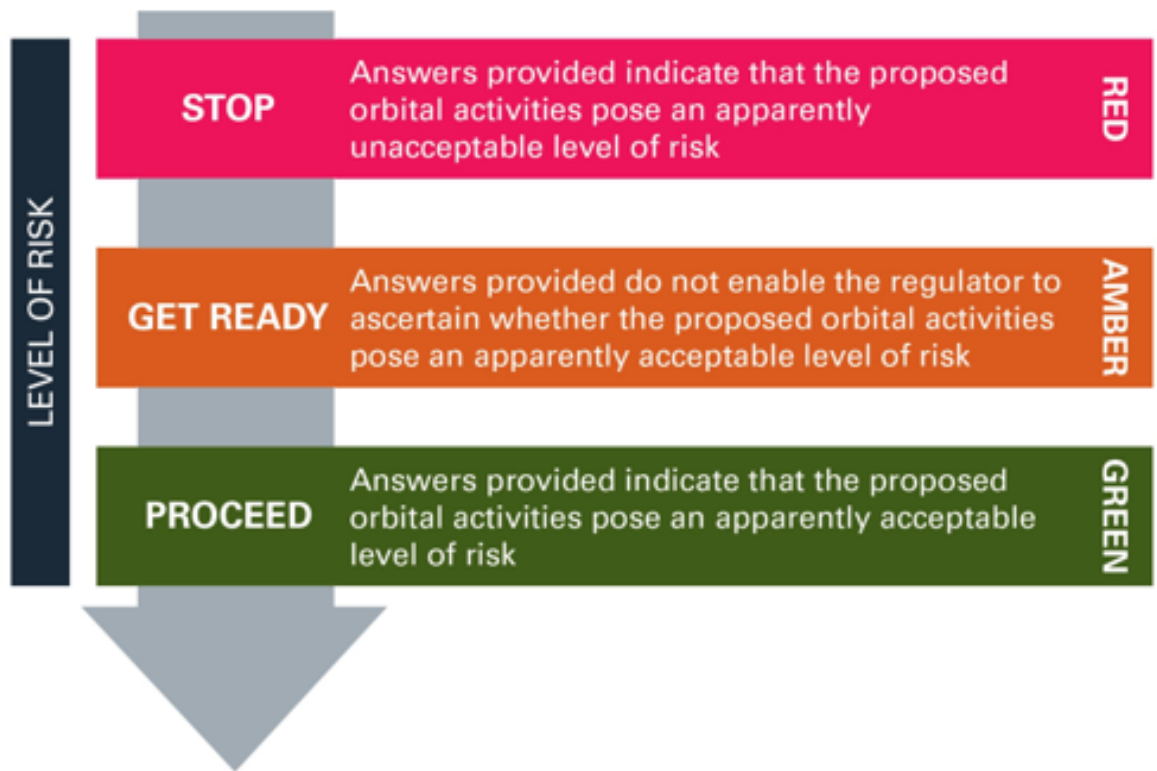 LEVEL OF RISK
STOP
Answers provided indicate that the proposed
orbital activities pose an apparently
unacceptable level of risk
RED
GET READY
Answers provided do not enable the regulator to
ascertain whether the proposed orbital activities
pose an apparently acceptable level of risk
AMBER
PROCEED
Answers provided indicate that the proposed
orbital activities pose an apparently acceptable
level of risk
GREEN